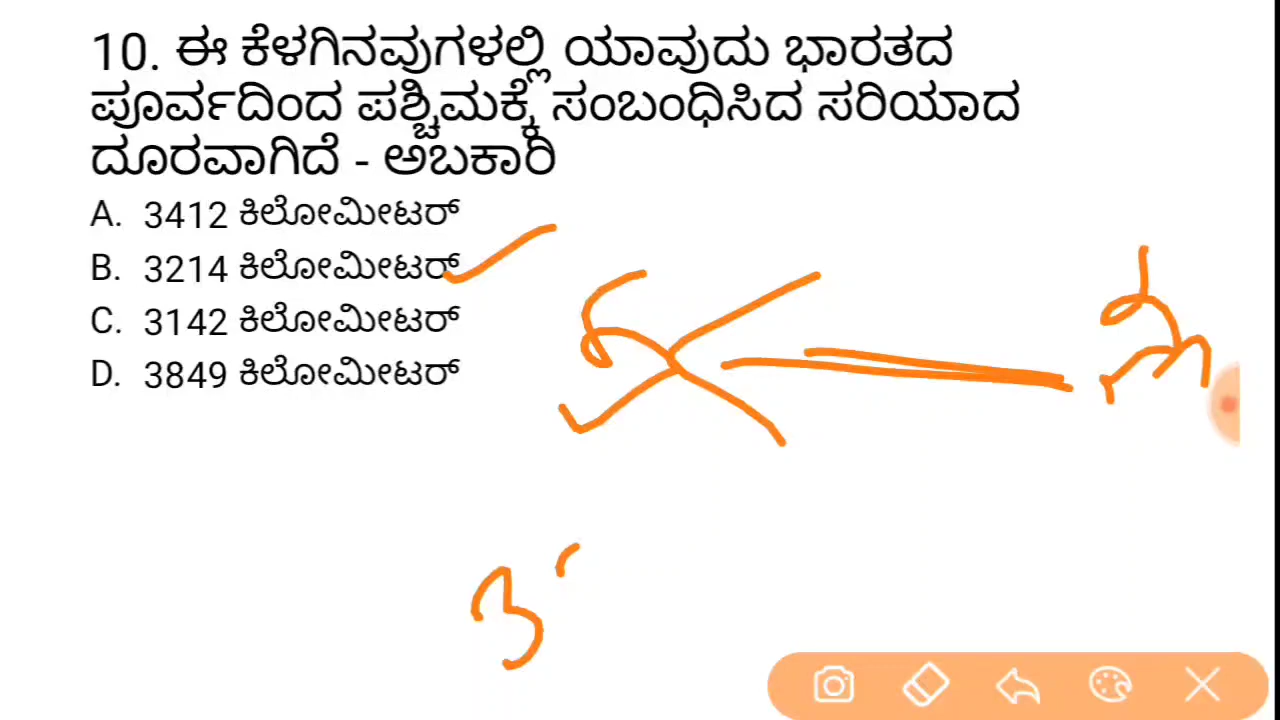 10. ಈ ಕೆಳಗಿನವುಗಳಲ್ಲಿ ಯಾವುದು ಭಾರತದ
ಪೂರ್ವದಿಂದ ಪಶ್ಚಿಮಕ್ಕೆ ಸಂಬಂಧಿಸಿದ ಸರಿಯಾದ
ದೂರವಾಗಿದೆ - ಅಬಕಾರಿ
A. 3412 ಕಿಲೋಮೀಟರ್
B. 3214 ಕಿಲೋಮೀಟರ್
C. 3142 ಕಿಲೋಮೀಟರ್
D. 3849 ಕಿಲೋಮೀಟರ್
3